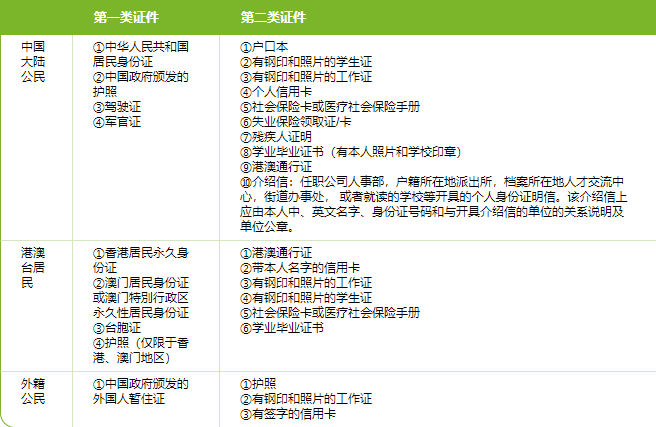 第一类证件
第二类证件
中国
大陆
公民
①中华人民共和国
居民身份证
②中国政府颁发的
护照
③驾驶证
④军官证
①户口本
②有钢印和照片的学生证
③有钢印和照片的工作证
④个人信用卡
⑤社会保险卡或医疗社会保险手册
⑥失业保险领取证/卡
⑦残疾人证明
⑧学业毕业证书（有本人照片和学校印章）
⑨港澳通行证
⑩介绍信：任职公司人事部，户籍所在地派出所，档案所在地人才交流中
心，街道办事处， 或者就读的学校等开具的个人身份证明信。该介绍信上
应由本人中、英文名字、身份证号码和与开具介绍信的单位的关系说明及
单位公章。
港澳
台居
民
①香港居民永久身
份证
②澳门居民身份证
或澳门特别行政区
永久性居民身份证
③台胞证
④护照（仅限于香
港、澳门地区）
①港澳通行证
②带本人名字的信用卡
③有钢印和照片的工作证
④有钢印和照片的学生证
⑤社会保险卡或医疗社会保险手册
⑥学业毕业证书
外籍
公民
①中国政府颁发的
外国人暂住证
①护照
②有钢印和照片的工作证
③有签字的信用卡